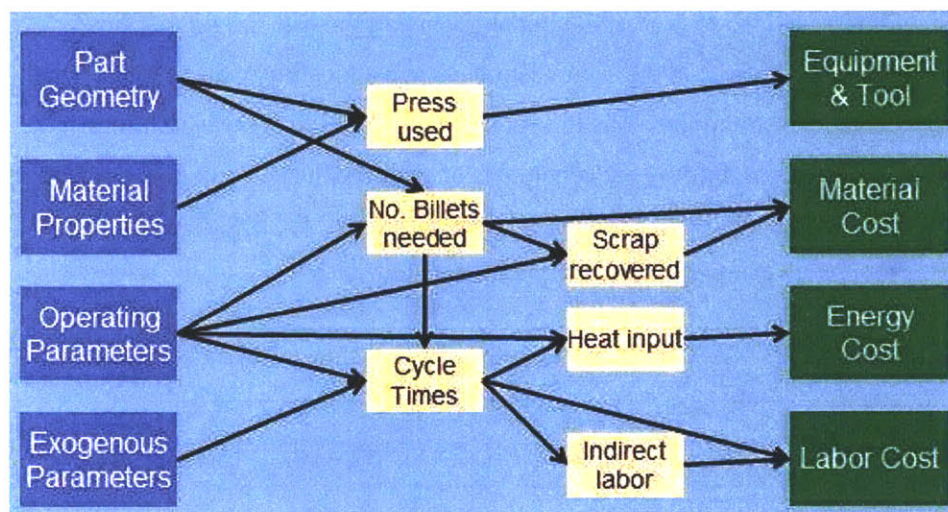 Part
Geometry
Material
Properties
Operating
Parameters
Exogenous
Parameters
Press
used
No. Billets
needed
Cycle
Times
Scrap
recovered
Heat input
Indirect
labor
Equipment
& Tool
Material
Cost
Energy
Cost
Labor Cost